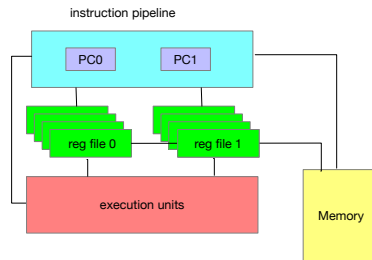 instruction pipeline
PC0
PC1
reg file 0
reg file 1
execution units
Memory